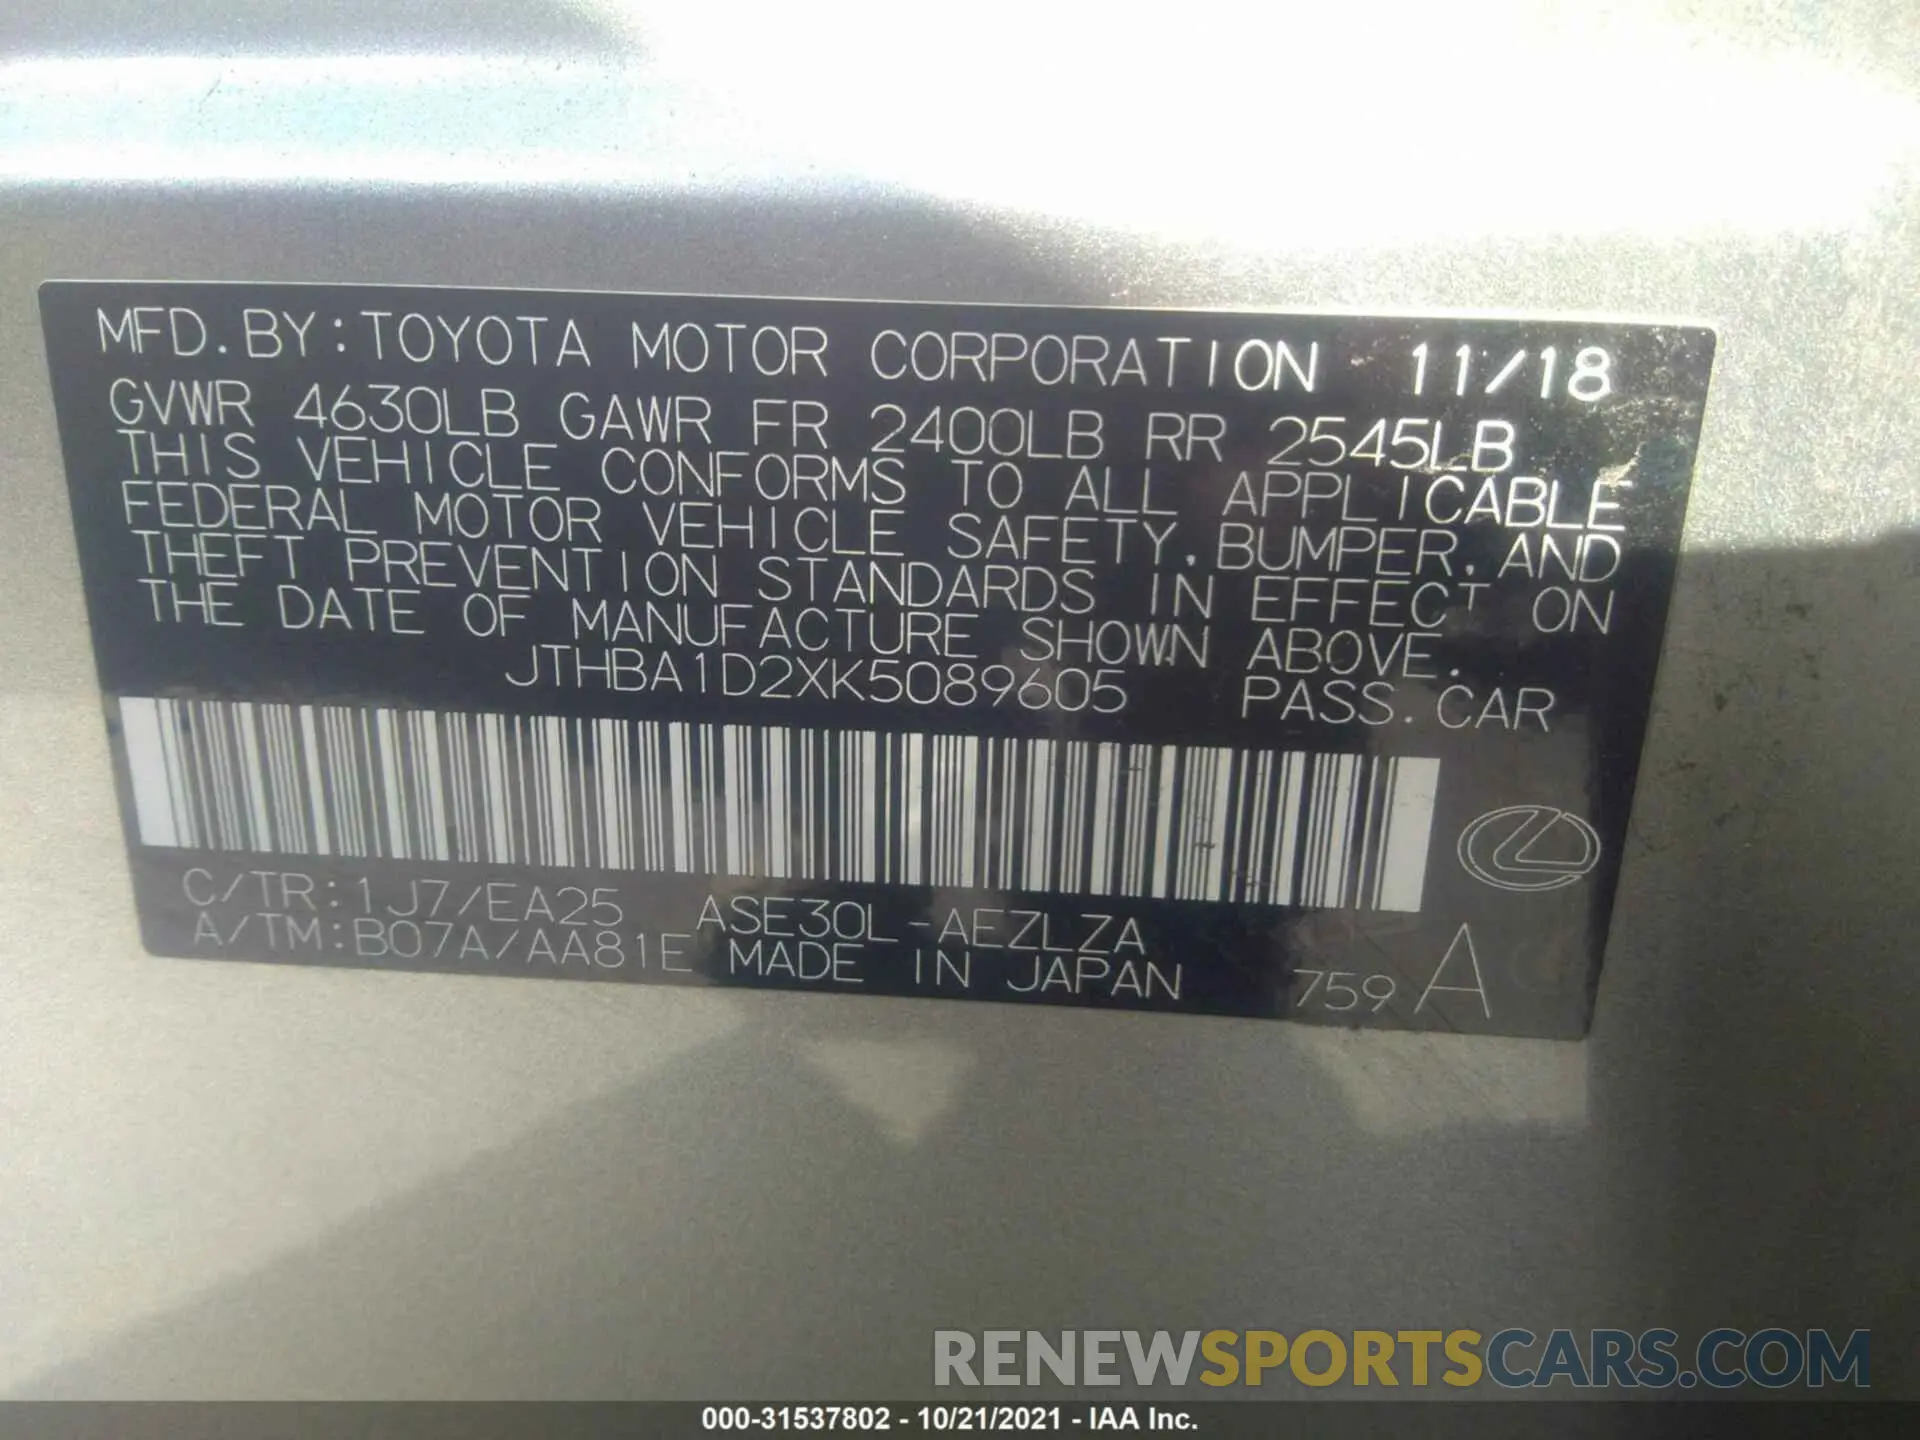 MFD.BY:TOYOTA MOTOR CORPORATION 11/18
GVWR 4630LB GAWR FR 2400LB RR 2545LB
THIS VEHICLE CONFORMS TO ALL APPLICABLE
FEDERAL MOTOR VEHICLE SAFETY,BUMPER,AND
THEFT PREVENTION STANDARDS IN EFFECT ON
THE DATE OF MANUFACTURE SHOWN ABOVE.
JTHBA1D2XK5089605 PASS.CAR
C/TR:1J7/EA25 ASE30L-AEZLZA
A/TM:B07A/AA81E MADE IN JAPAN 759 A
RENEWSPORTSCARS.COM
000-31537802 - 10/21/2021 - IAA Inc.